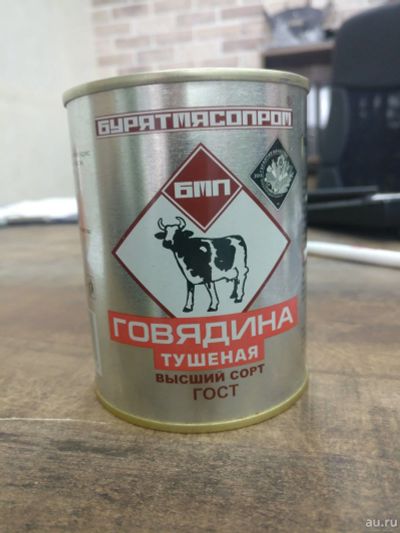 БУРЯТМЯСОПРОМ
БМП
ГОВЯДИНА
ТУШЕНАЯ
ВЫСШИЙ СОРТ
ГОСТ
au.ru